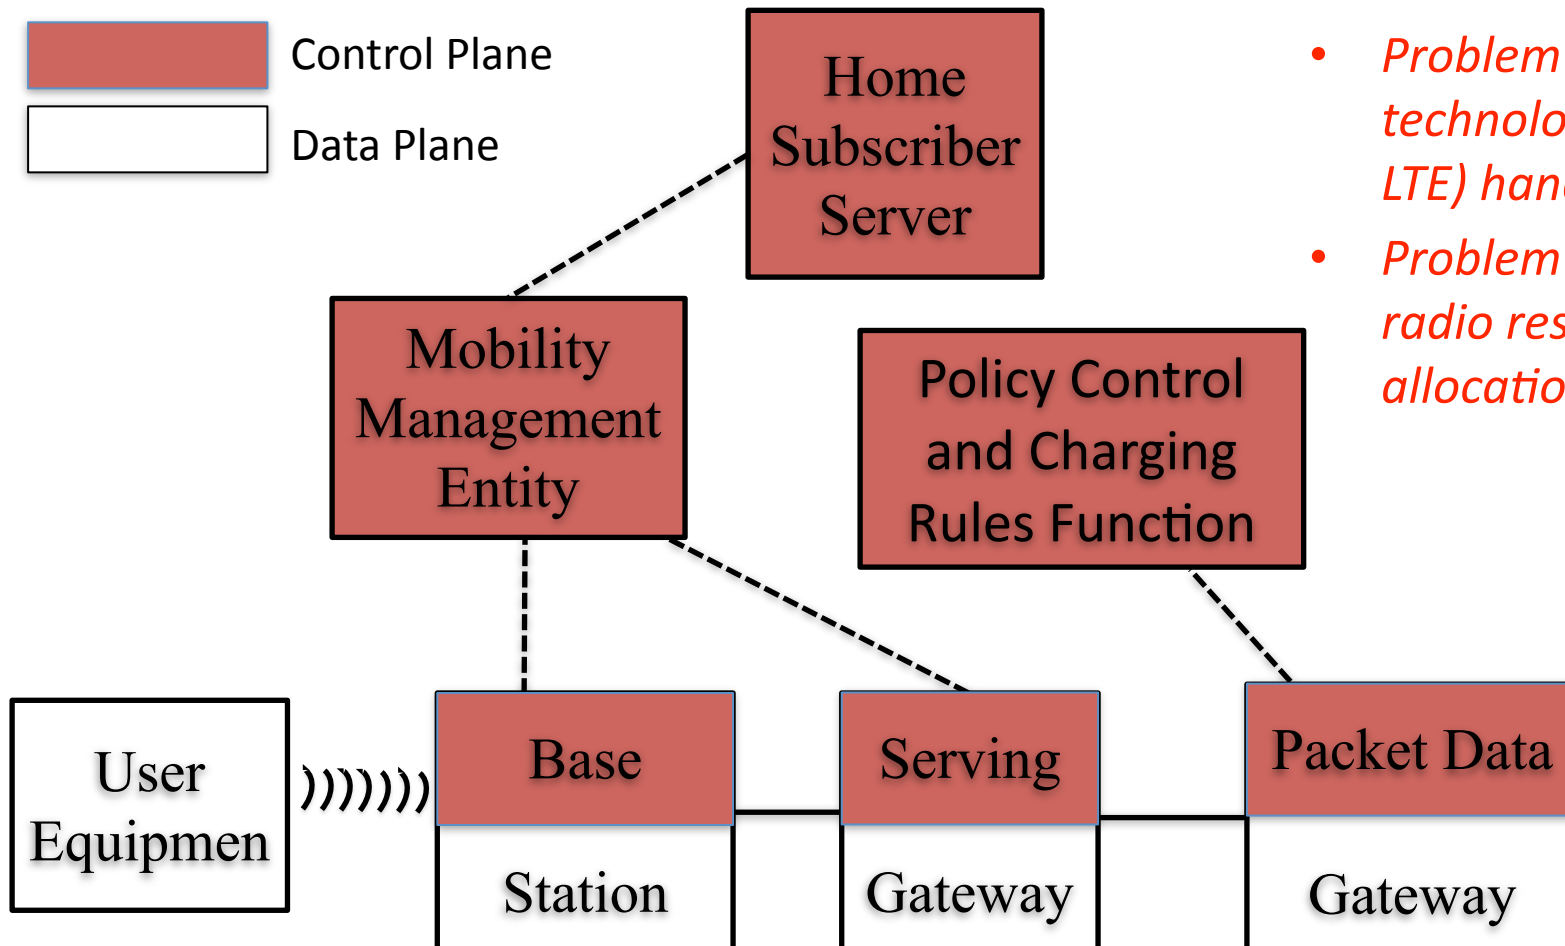 Control Plane
Data Plane
Home
Subscriber
Server
• Problem
technolo
LTE) han
• Problem
radio res
allocatio
Mobility
Management
Entity
Policy Control
and Charging
Rules Function
User
Equipmen
Base
Station
Serving
Gateway
Packet Data
Gateway